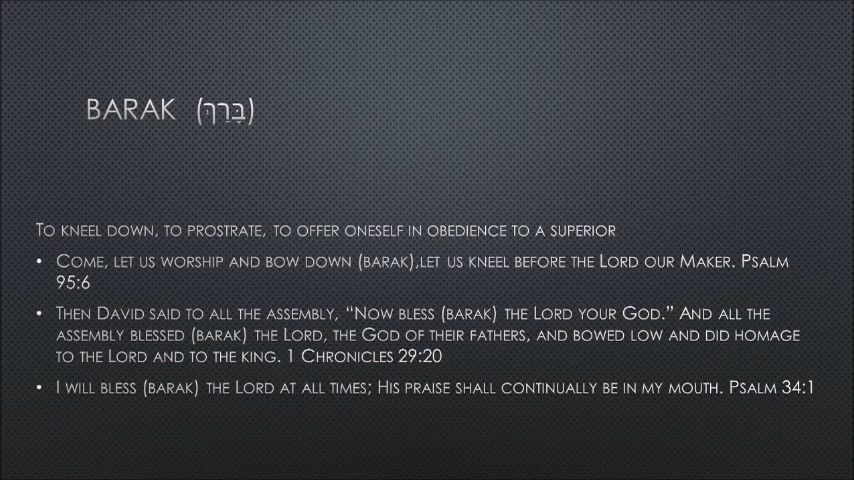 BARAK (בָּרַךְ)
To kneel down, to prostrate, to offer oneself in obedience to a superior
• Come, let us worship and bow down (barak),let us kneel before the Lord our Maker. Psalm
95:6
• Then David said to all the assembly, “Now bless (barak) the Lord your God.” And all the
assembly blessed (barak) the Lord, the God of their fathers, and bowed low and did homage
to the Lord and to the king. 1 Chronicles 29:20
• I will bless (barak) the Lord at all times; His praise shall continually be in my mouth. Psalm 34:1